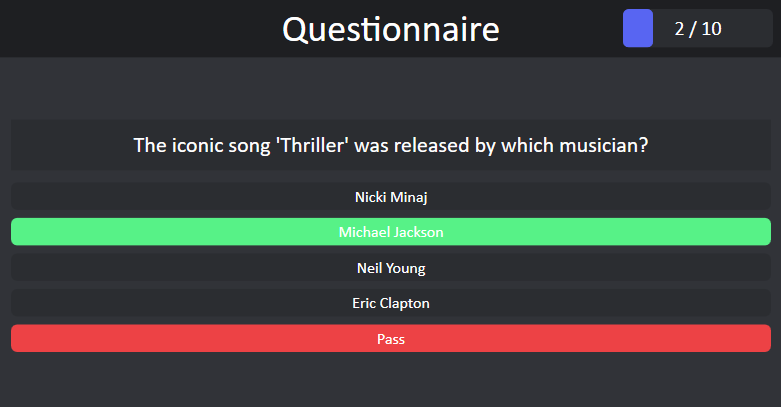 Questionnaire
2 / 10
The iconic song 'Thriller' was released by which musician?
Nicki Minaj
Michael Jackson
Neil Young
Eric Clapton
Pass